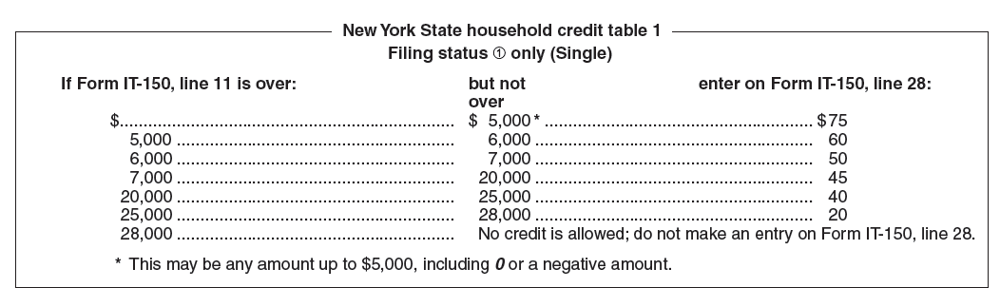 New York State household credit table 1
Filing status ① only (Single)
If Form IT-150, line 11 is over: but not over enter on Form IT-150, line 28:
$.......................................................................... $ 5,000* ........................................................... $75
5,000 ............................................................. 6,000 ............................................................. 60
6,000 ............................................................. 7,000 ............................................................. 50
7,000 ............................................................. 20,000 ............................................................. 45
20,000 ............................................................. 25,000 ............................................................. 40
25,000 ............................................................. 28,000 ............................................................. 20
28,000 ............................................................. No credit is allowed; do not make an entry on Form IT-150, line 28.
* This may be any amount up to $5,000, including 0 or a negative amount.